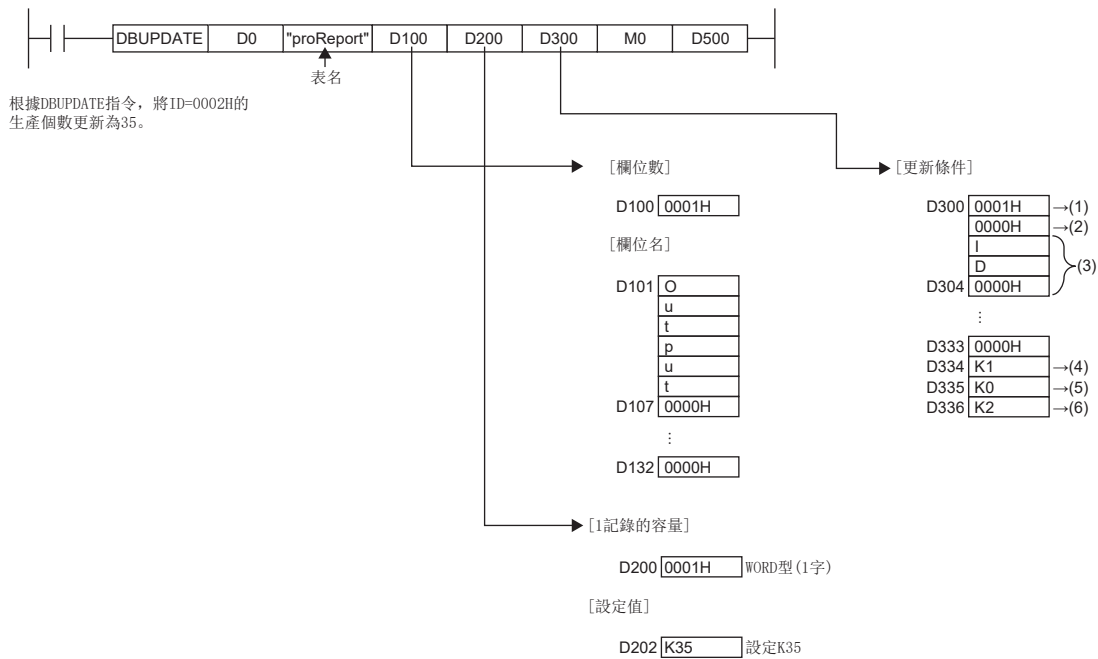 DBUPDATE D0 "proReport" D100 D200 D300 M0 D500
表名
根據DBUPDATE指令，將ID=0002H的
生產個數更新為35。
[欄位數]
D100 0001H
[欄位名]
D101 O
u
t
p
u
t
D107 0000H
⋮
D132 0000H
[1記錄的容量]
D200 0001H WORD型(1字)
[設定值]
D202 K35 設定K35
[更新條件]
D300 0001H →(1)
0000H →(2)
I
D (3)
D304 0000H
⋮
D333 0000H
D334 K1 →(4)
D335 K0 →(5)
D336 K2 →(6)